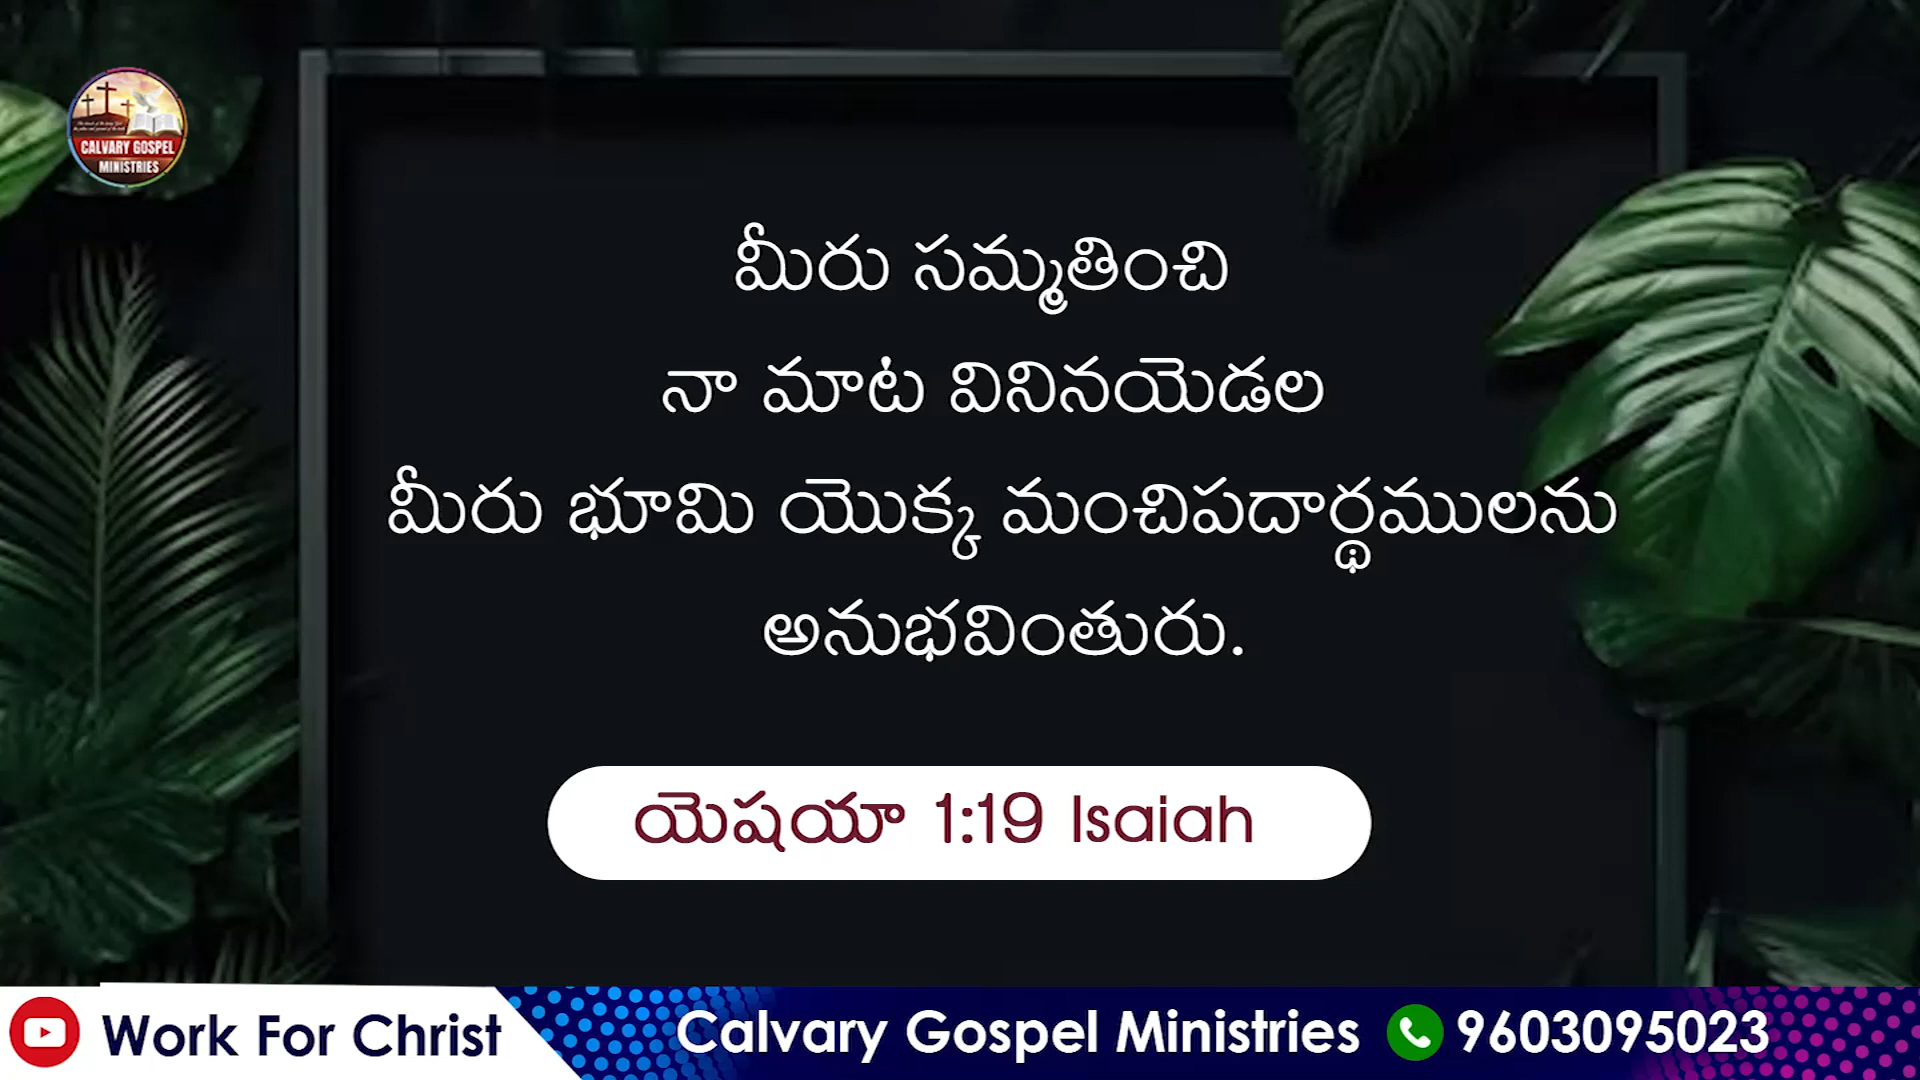 CALVARY GOSPEL
MINISTRIES
మీరు సమ్మతించి
నా మాట వినినయెడల
మీరు భూమి యొక్క మంచిపదార్థములను
అనుభవింతురు.
యెషయా 1:19 Isaiah
Work For Christ
Calvary Gospel Ministries 9603095023